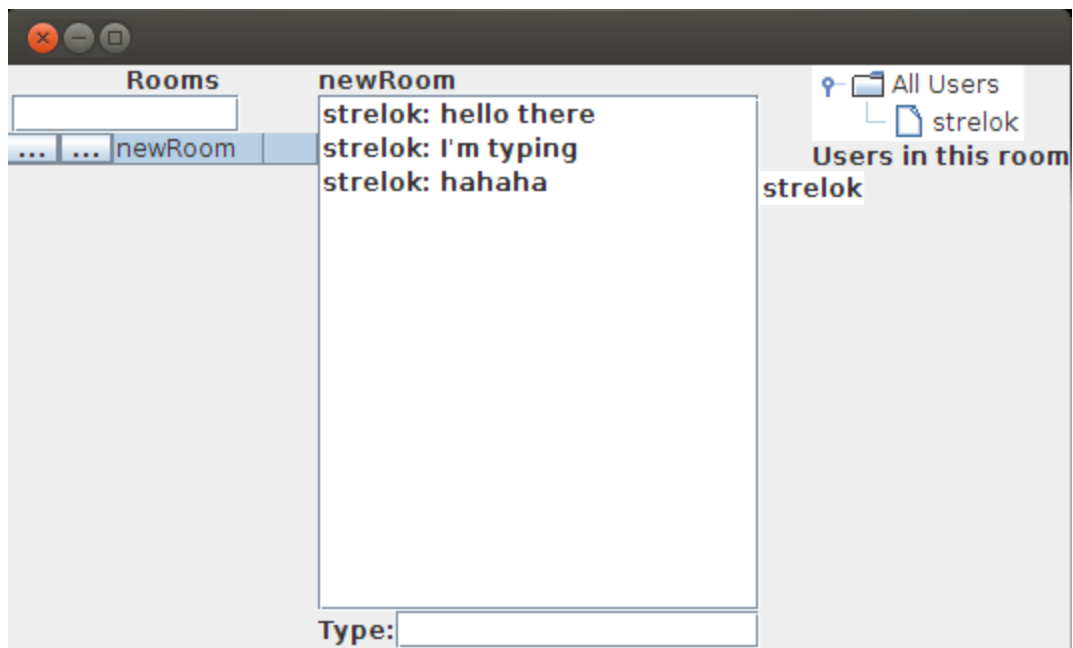 Rooms
... ... newRoom
newRoom
strelok: hello there
strelok: I'm typing
strelok: hahaha
Type:
All Users
strelok
Users in this room
strelok